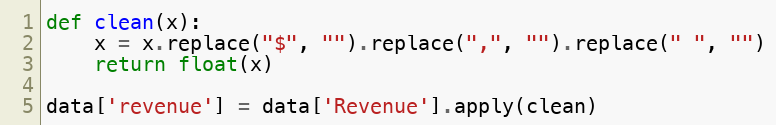 1 def clean(x):
2     x = x.replace("$", "").replace(",", "").replace(" ", "")
3     return float(x)
4
5 data['revenue'] = data['Revenue'].apply(clean)